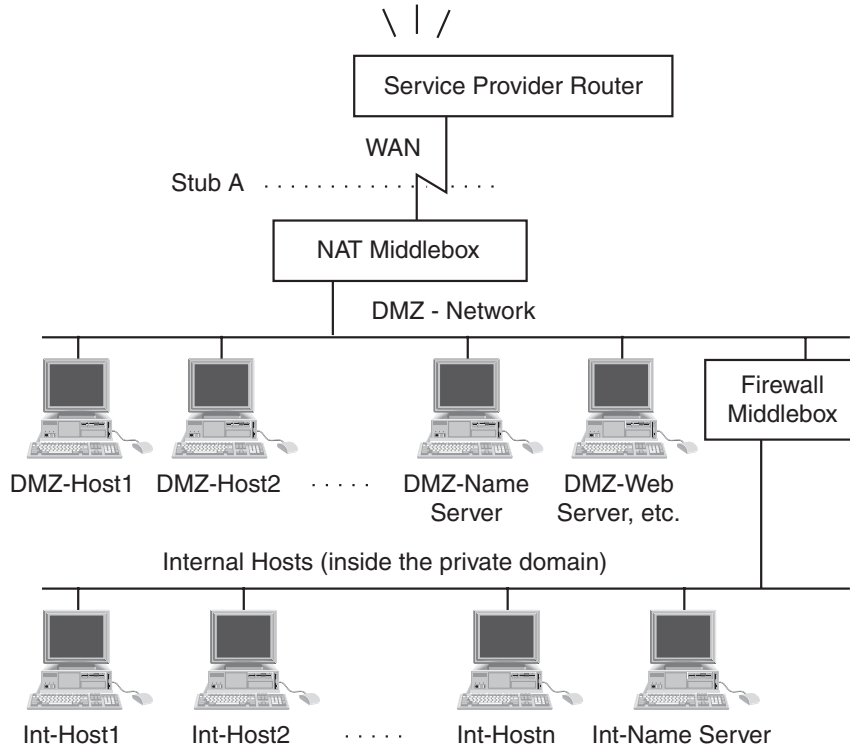 Service Provider Router
WAN
Stub A
NAT Middlebox
DMZ - Network
Firewall
Middlebox
DMZ-Host1
DMZ-Host2
DMZ-Name
Server
DMZ-Web
Server, etc.
Internal Hosts (inside the private domain)
Int-Host1
Int-Host2
Int-Hostn
Int-Name Server